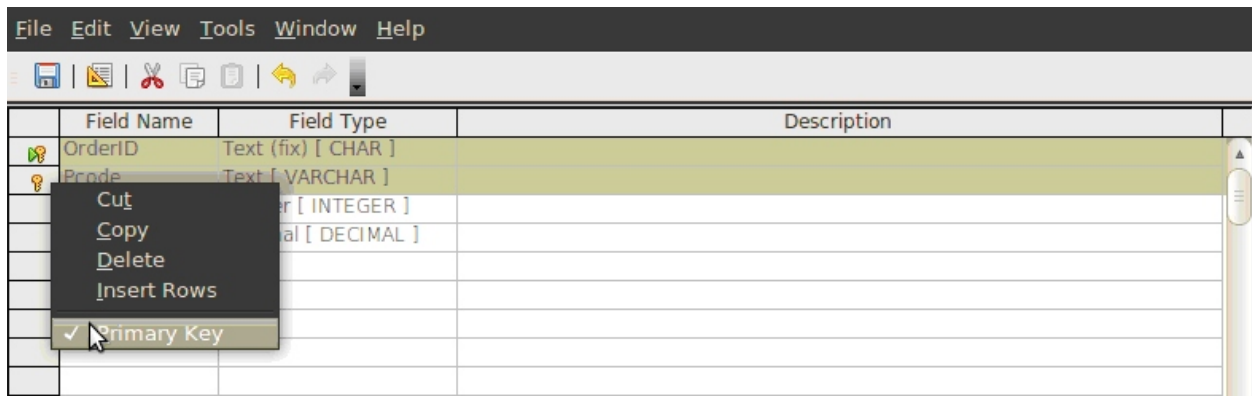 File Edit View Tools Window Help
Field Name Field Type Description
OrderID Text (fix) [ CHAR ]
Pcode Text [ VARCHAR ]
Cut
[ INTEGER ]
Copy
[ DECIMAL ]
Delete
Insert Rows
✓ Primary Key